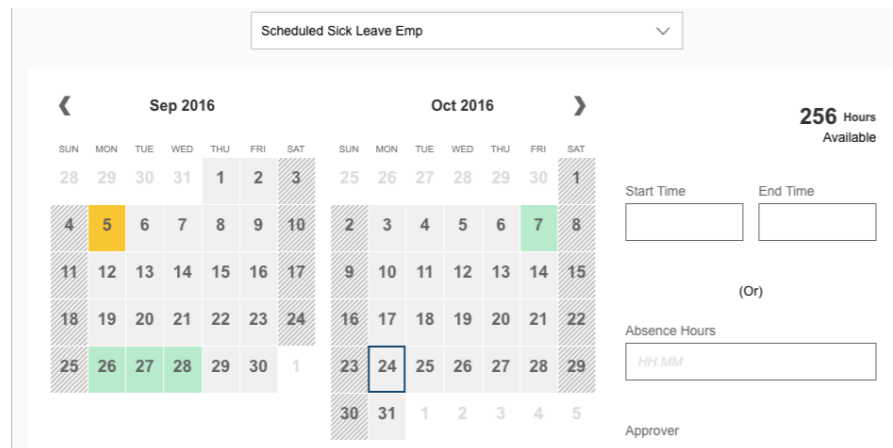 Scheduled Sick Leave Emp
❮ Sep 2016
Oct 2016 ❯
SUN MON TUE WED THU FRI SAT
28 29 30 31 1 2 3
4 5 6 7 8 9 10
11 12 13 14 15 16 17
18 19 20 21 22 23 24
25 26 27 28 29 30 1
SUN MON TUE WED THU FRI SAT
25 26 27 28 29 30 1
2 3 4 5 6 7 8
9 10 11 12 13 14 15
16 17 18 19 20 21 22
23 24 25 26 27 28 29
30 31 1 2 3 4 5
256 Hours
Available
Start Time End Time
(Or)
Absence Hours
HH.MM
Approver